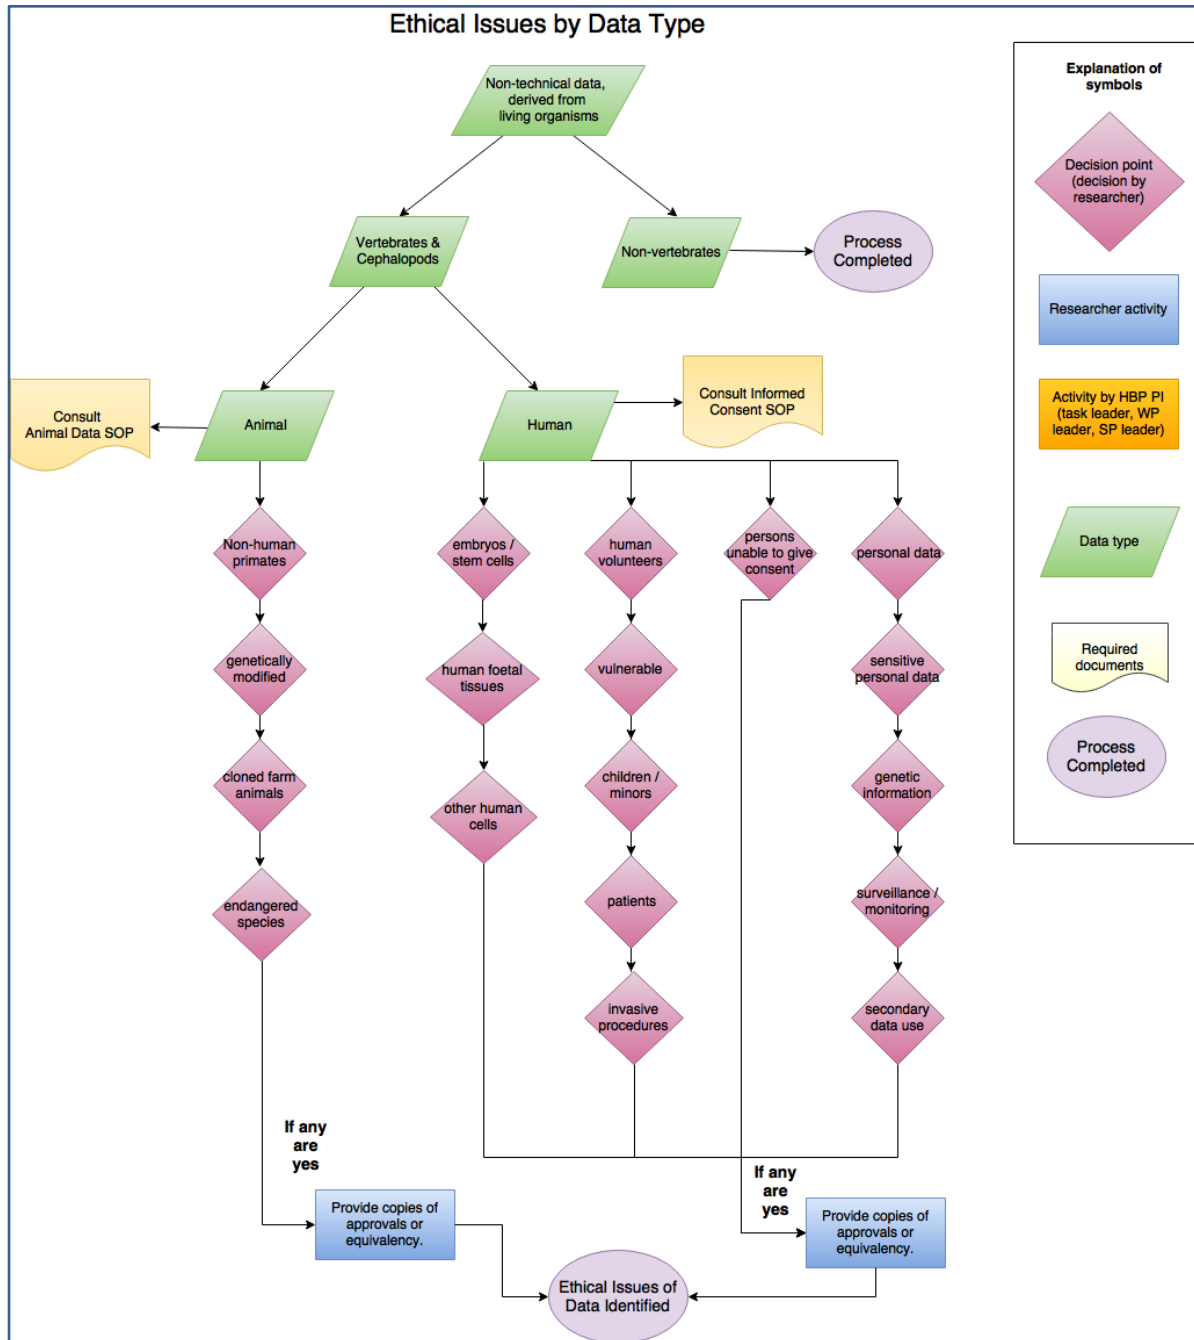 Ethical Issues by Data Type
Non-technical data,
derived from
living organisms
Vertebrates &
Cephalopods
Non-vertebrates
Process
Completed
Consult
Animal Data SOP
Animal
Human
Consult Informed
Consent SOP
Non-human
primates
genetically
modified
cloned farm
animals
endangered
species
embryos /
stem cells
human foetal
tissues
other human
cells
human
volunteers
vulnerable
children /
minors
patients
invasive
procedures
persons
unable to give
consent
personal data
sensitive
personal data
genetic
information
surveillance /
monitoring
secondary
data use
If any
are
yes
Provide copies of
approvals or
equivalency.
If any
are
yes
Provide copies of
approvals or
equivalency.
Ethical Issues of
Data Identified
Explanation of
symbols
Decision point
(decision by
researcher)
Researcher activity
Activity by HBP PI
(task leader, WP
leader, SP leader)
Data type
Required
documents
Process
Completed